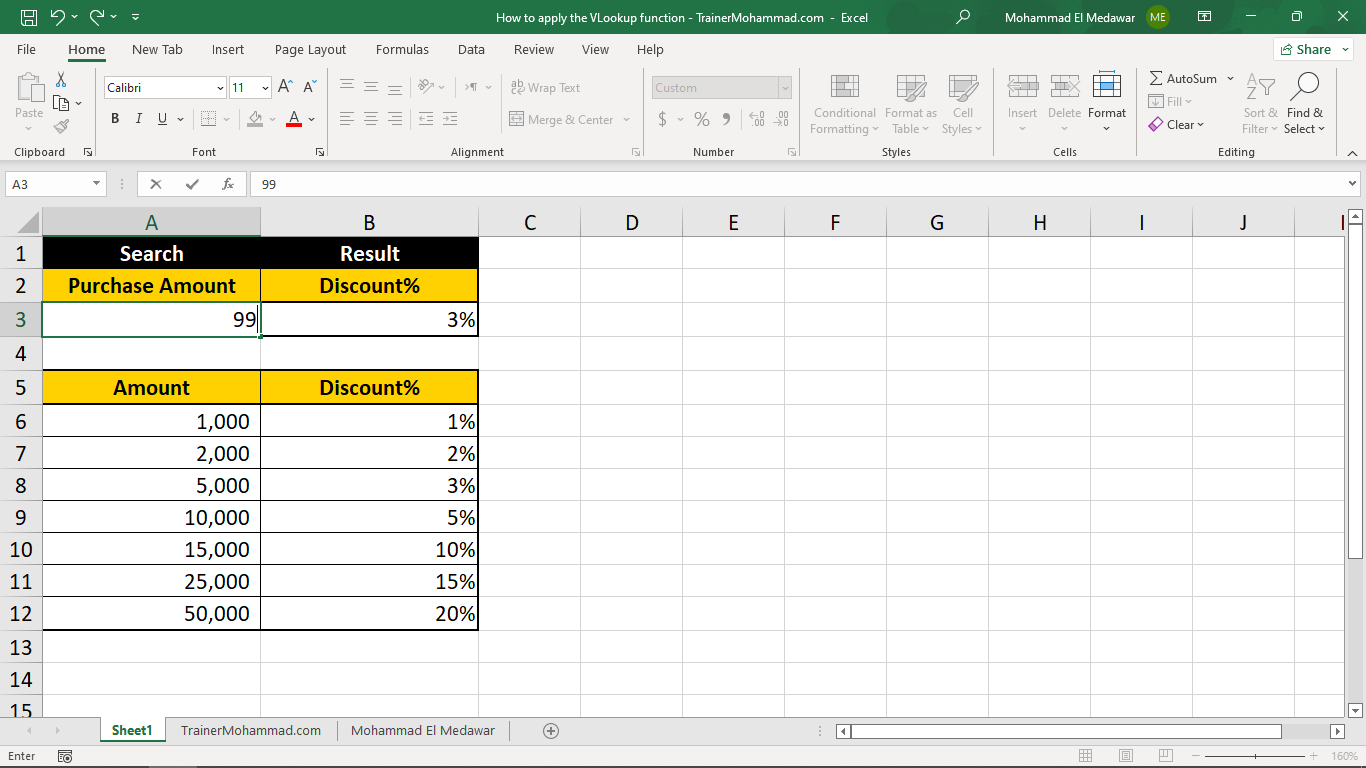 How to apply the VLookup function - TrainerMohammad.com - Excel
Mohammad El Medawar ME
File Home New Tab Insert Page Layout Formulas Data Review View Help Share
Paste
Clipboard
Calibri 11 A A
B I U A
Font
ab Wrap Text
Merge & Center
Alignment
Custom
$ % 9 .00 .00
Number
Conditional Formatting
Format as Table
Cell Styles
Styles
Insert Delete Format
Cells
AutoSum
Fill
Clear
Sort & Filter
Find & Select
Editing
A3 fx 99
A B C D E F G H I J
1 Search Result
2 Purchase Amount Discount%
3 99 3%
4
5 Amount Discount%
6 1,000 1%
7 2,000 2%
8 5,000 3%
9 10,000 5%
10 15,000 10%
11 25,000 15%
12 50,000 20%
13
14
15
Sheet1 TrainerMohammad.com Mohammad El Medawar
Enter 160%